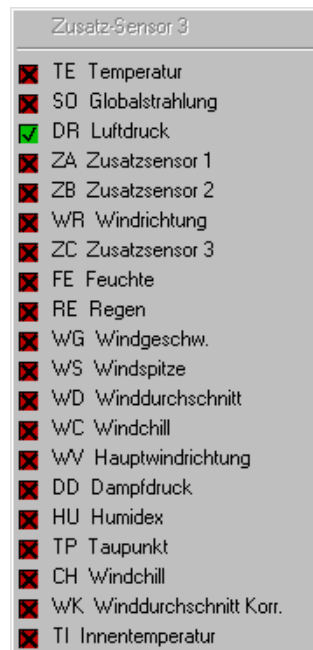 Zusatz-Sensor 3
TE Temperatur
SO Globalstrahlung
DR Luftdruck
ZA Zusatzsensor 1
ZB Zusatzsensor 2
WR Windrichtung
ZC Zusatzsensor 3
FE Feuchte
RE Regen
WG Windgeschw.
WS Windspitze
WD Winddurchschnitt
WC Windchill
WV Hauptwindrichtung
DD Dampfdruck
HU Humidex
TP Taupunkt
CH Windchill
WK Winddurchschnitt Korr.
TI Innentemperatur